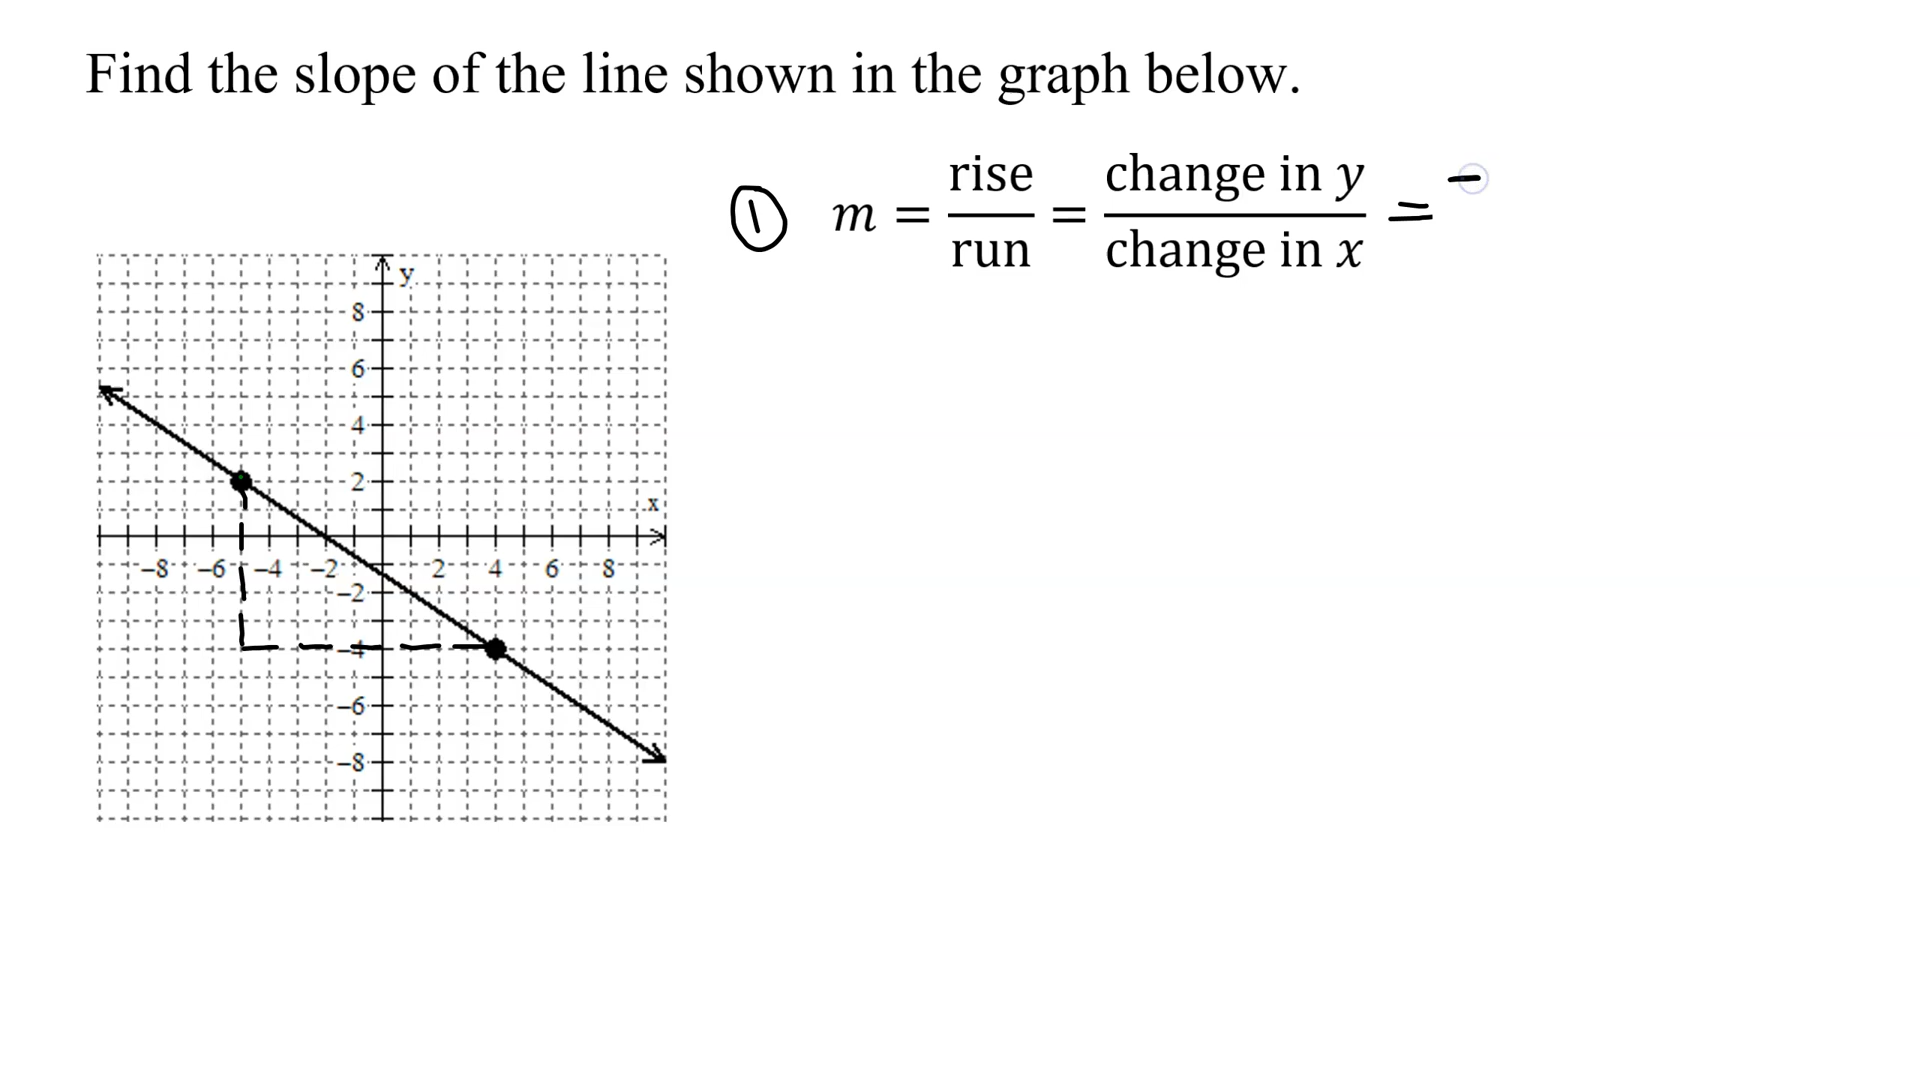 Find the slope of the line shown in the graph below.
① m = rise/run = change in y/change in x = −
y
8
6
4
2
x
−8 −6 −4 −2 2 4 6 8
−2
−4
−6
−8